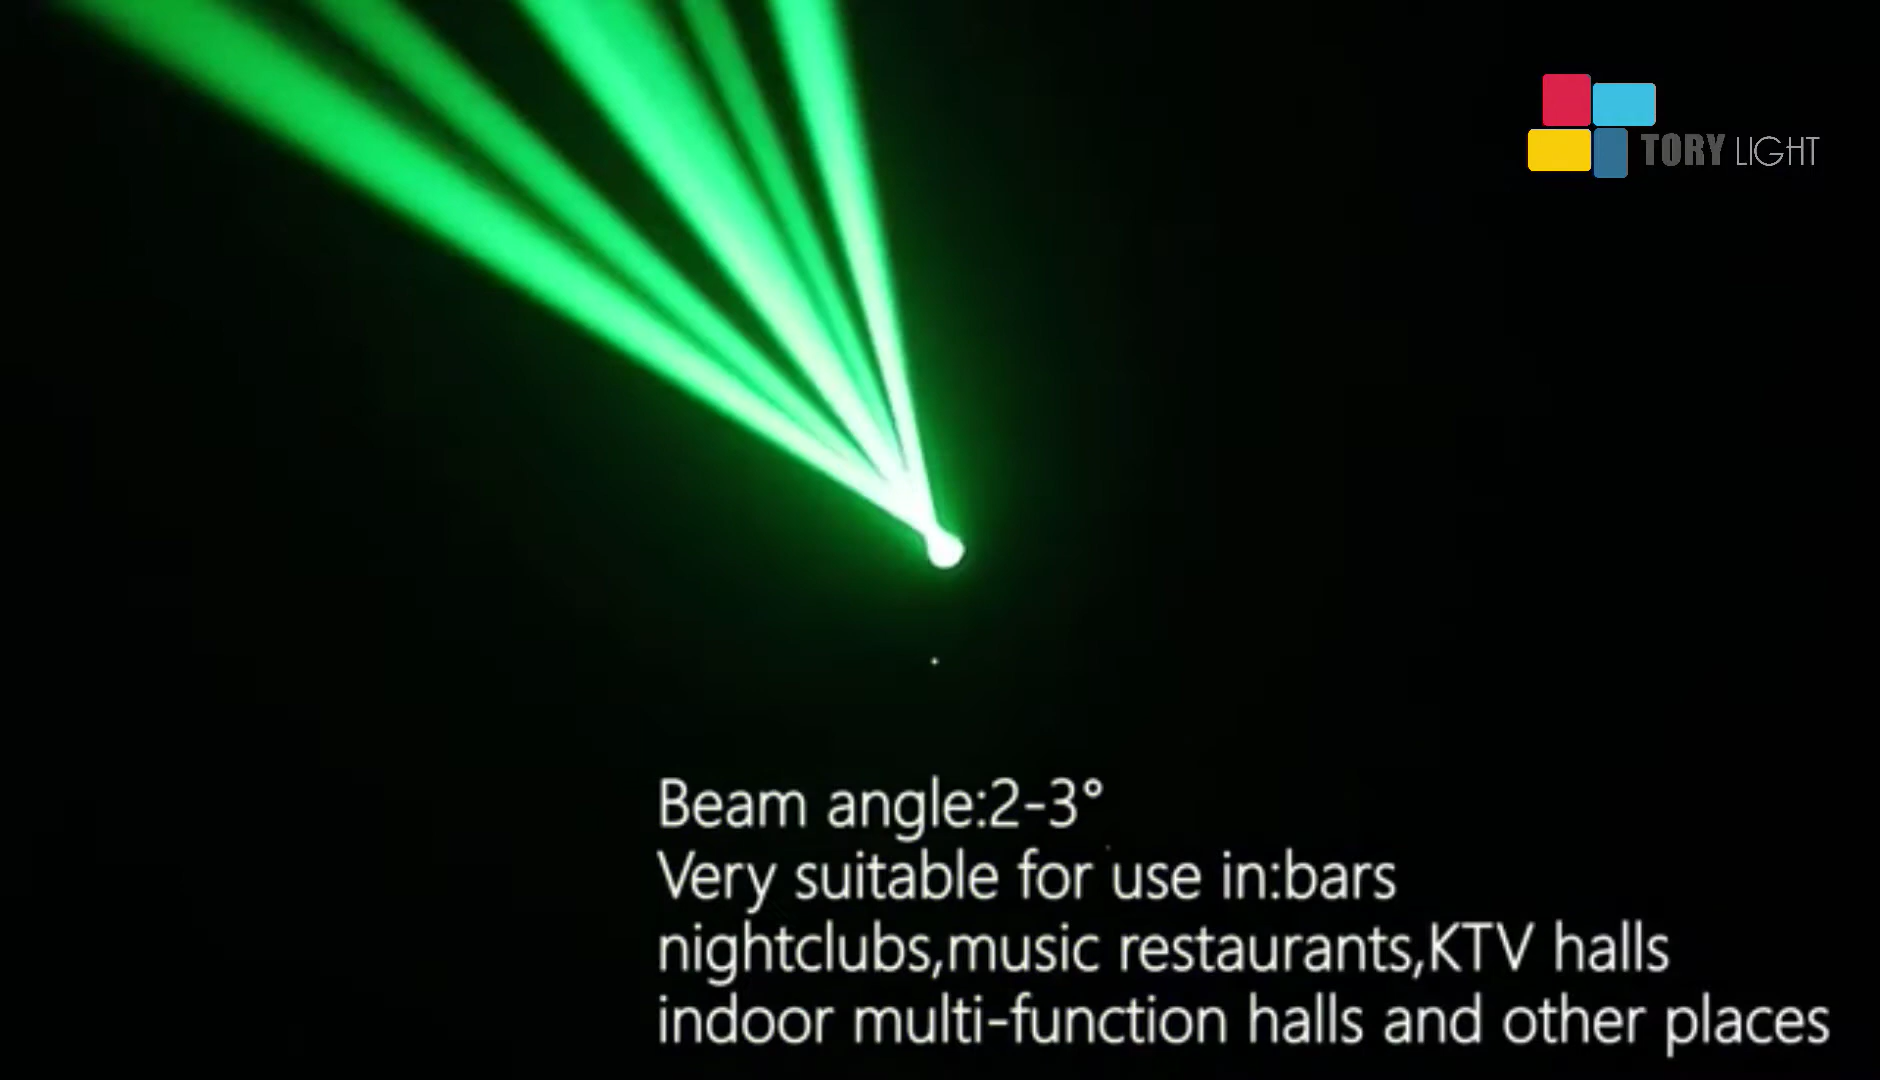 TORY LIGHT
Beam angle:2-3°
Very suitable for use in:bars
nightclubs,music restaurants,KTV halls
indoor multi-function halls and other places